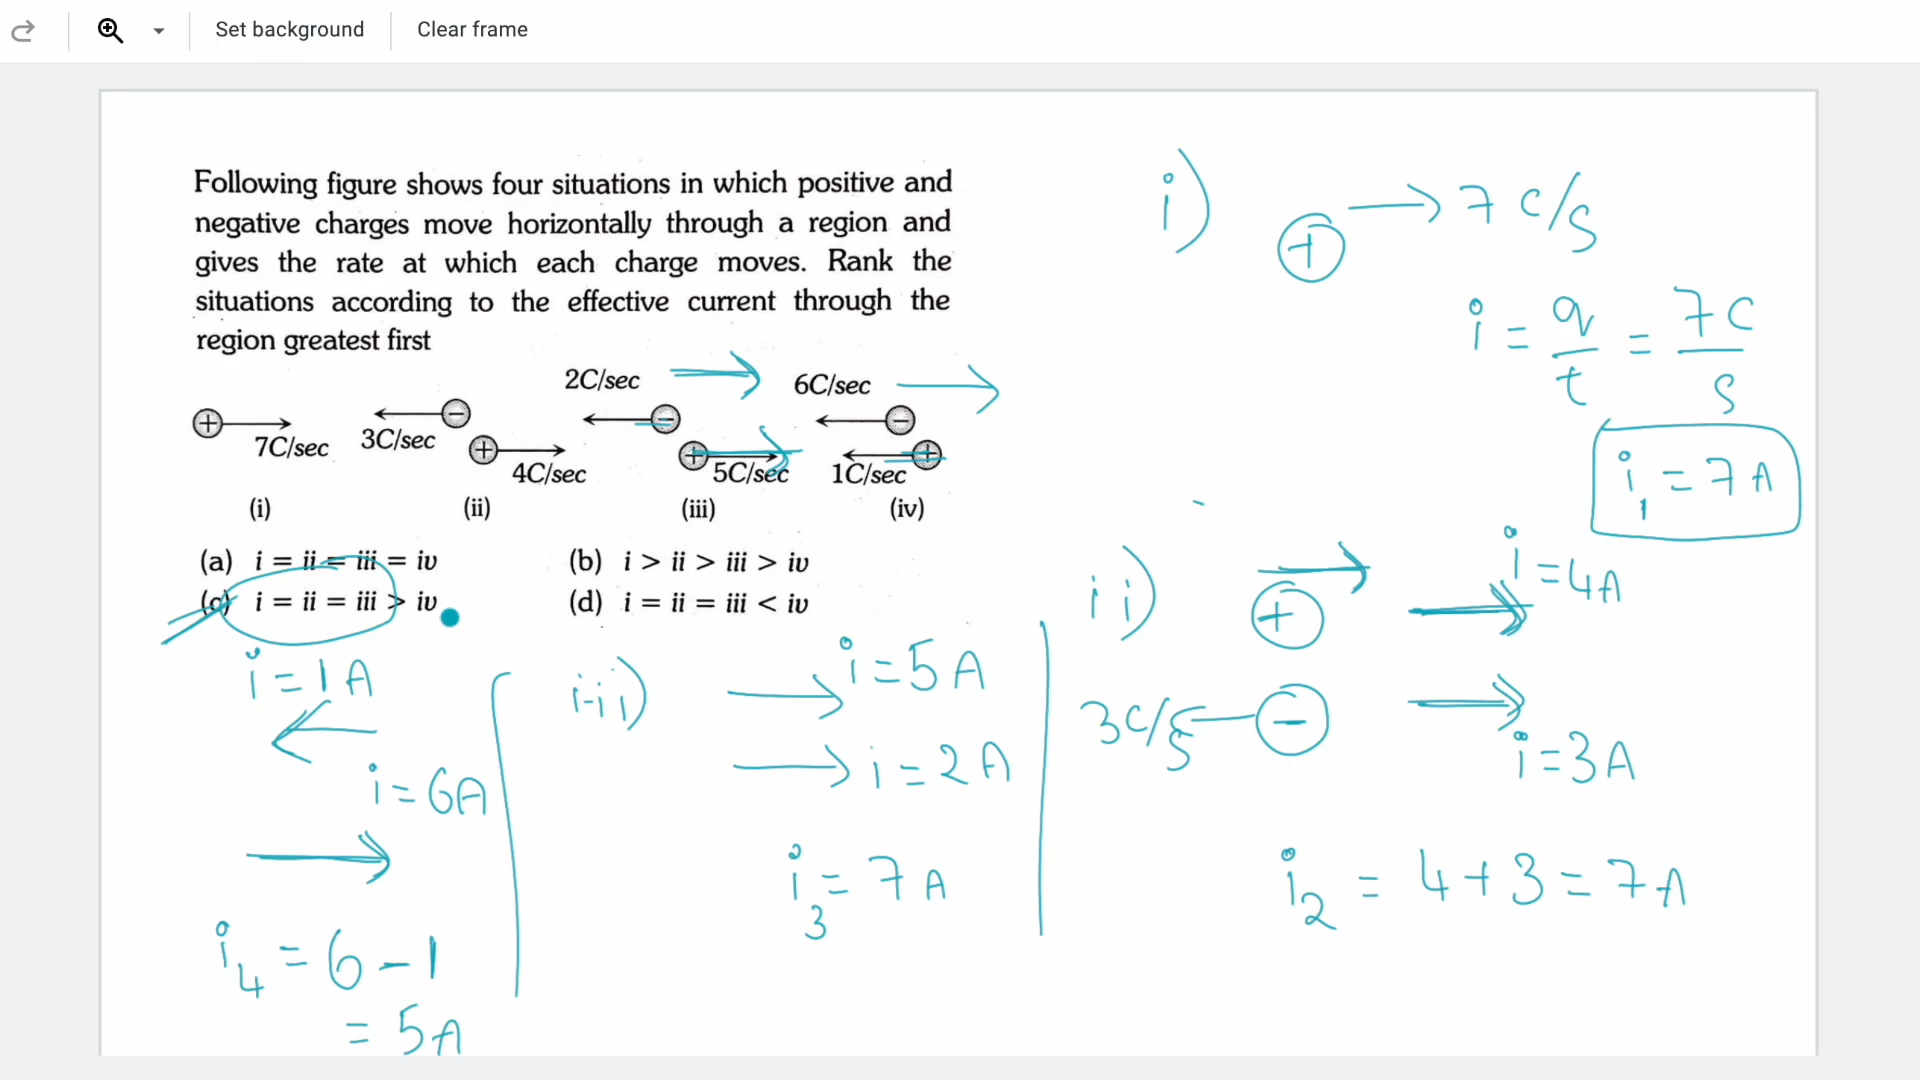 Set background
Clear frame
Following figure shows four situations in which positive and
negative charges move horizontally through a region and
gives the rate at which each charge moves. Rank the
situations according to the effective current through the
region greatest first
+ 7C/sec
3C/sec −
+ 4C/sec
2C/sec −
+ 5C/sec
6C/sec −
1C/sec +
(i) (ii) (iii) (iv)
(a) i = ii = iii = iv
(b) i > ii > iii > iv
(c) i = ii = iii > iv
(d) i = ii = iii < iv
i) + → 7 C/s
i = q/t = 7C/s
i₁ = 7A
ii) + i = 4A
3C/s − i = 3A
i₂ = 4 + 3 = 7A
iii) → i = 5A
→ i = 2A
i₃ = 7A
i = 1A
i = 6A
i₄ = 6 − 1
= 5A